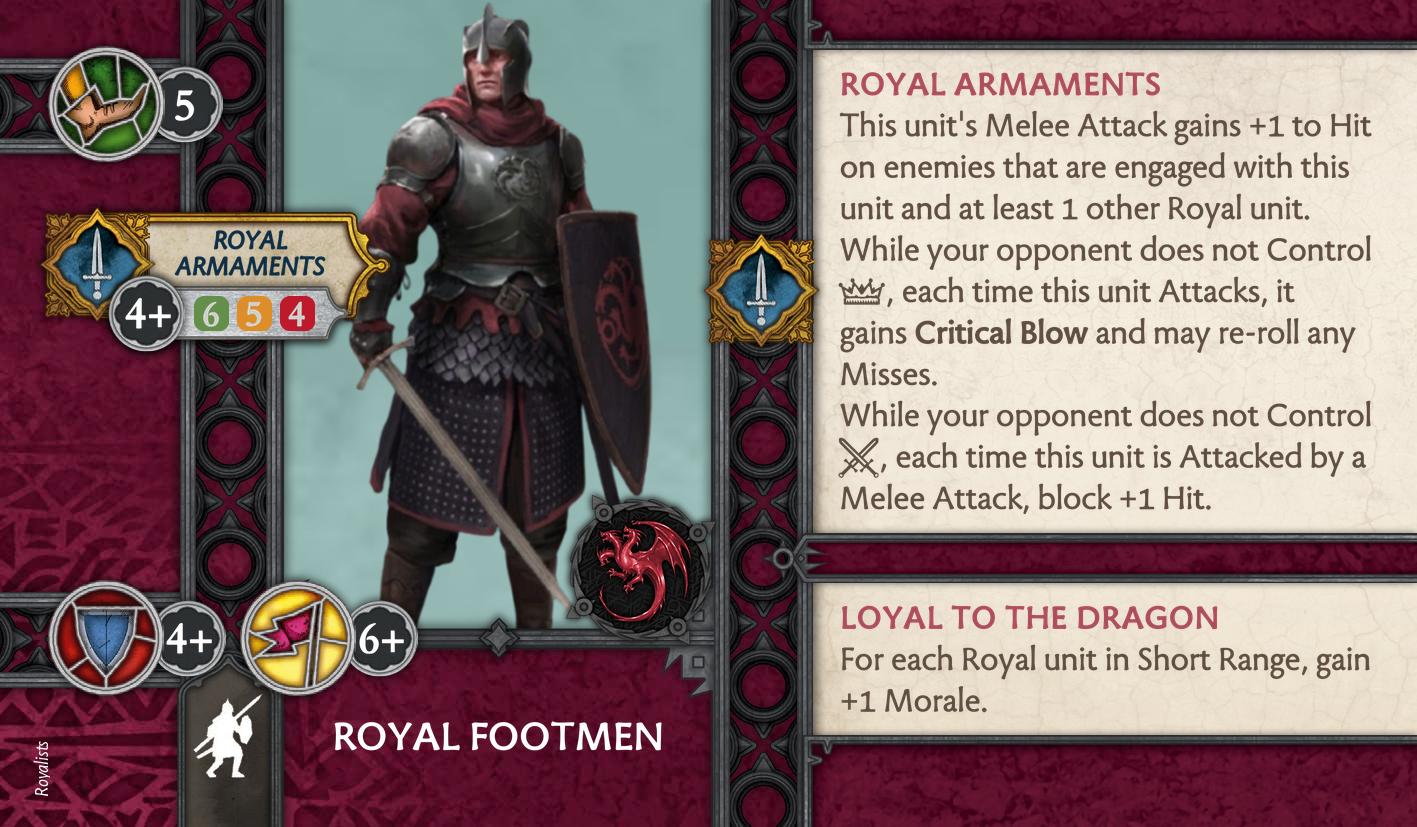 5
ROYAL
ARMAMENTS
4+ 6 5 4
4+ 6+
ROYAL FOOTMEN
Royalists
ROYAL ARMAMENTS
This unit's Melee Attack gains +1 to Hit
on enemies that are engaged with this
unit and at least 1 other Royal unit.
While your opponent does not Control
, each time this unit Attacks, it
gains Critical Blow and may re-roll any
Misses.
While your opponent does not Control
, each time this unit is Attacked by a
Melee Attack, block +1 Hit.
LOYAL TO THE DRAGON
For each Royal unit in Short Range, gain
+1 Morale.